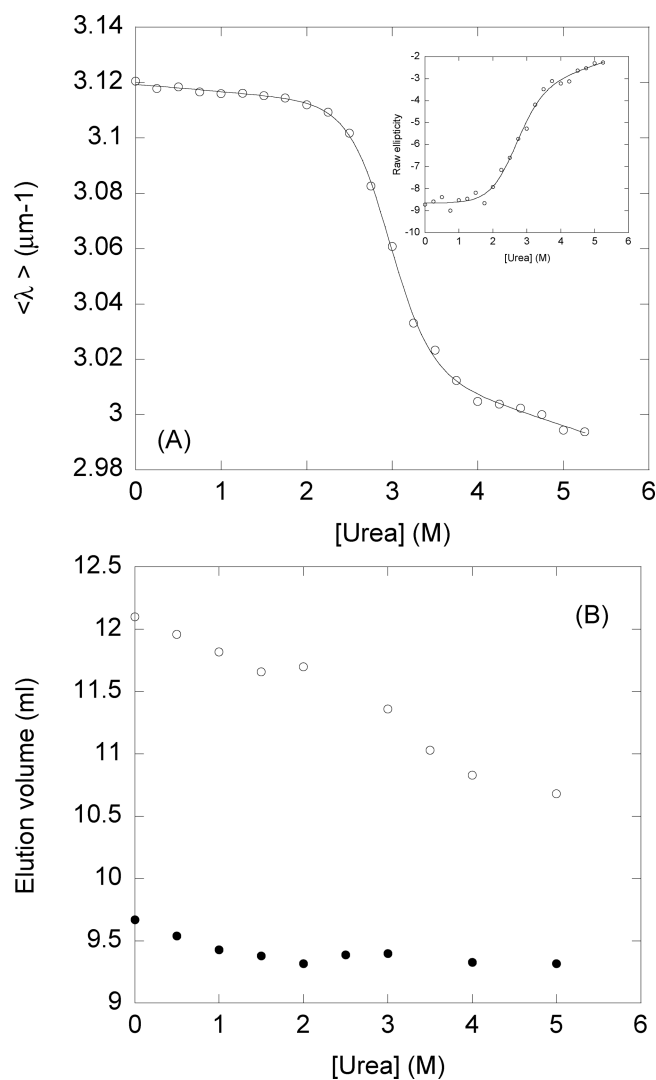 3.14
3.12
3.1
3.08
3.06
3.04
3.02
3
2.98
<λ > (μm-1)
(A)
0 1 2 3 4 5 6
[Urea] (M)
-2
-3
-4
-5
-6
-7
-8
-9
-10
Raw ellipticity
0 1 2 3 4 5 6
[Urea] (M)
12.5
12
11.5
11
10.5
10
9.5
9
Elution volume (ml)
(B)
0 1 2 3 4 5 6
[Urea] (M)